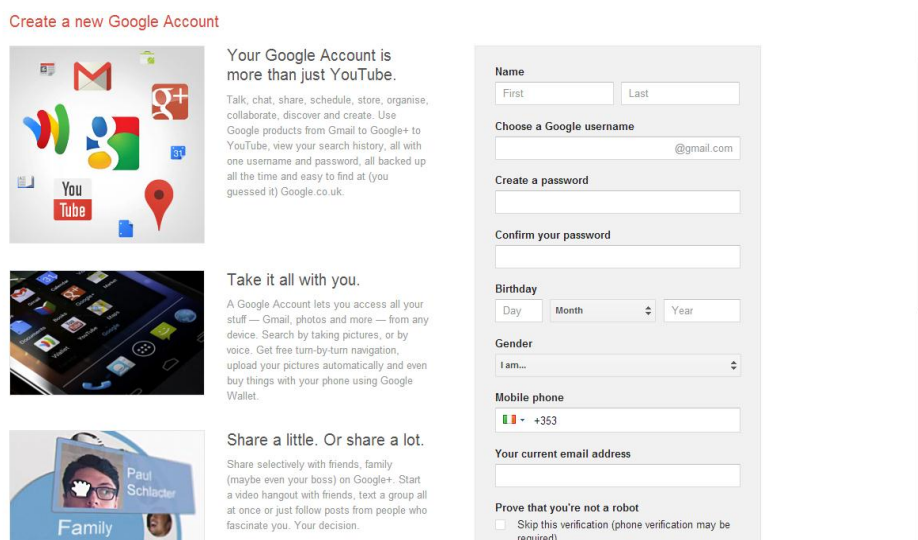 Create a new Google Account
Your Google Account is
more than just YouTube.
Talk, chat, share, schedule, store, organise,
collaborate, discover and create. Use
Google products from Gmail to Google+ to
YouTube, view your search history, all with
one username and password, all backed up
all the time and easy to find at (you
guessed it) Google.co.uk.
31
You
Tube
Take it all with you.
A Google Account lets you access all your
stuff — Gmail, photos and more — from any
device. Search by taking pictures, or by
voice. Get free turn-by-turn navigation,
upload your pictures automatically and even
buy things with your phone using Google
Wallet.
Share a little. Or share a lot.
Share selectively with friends, family
(maybe even your boss) on Google+. Start
a video hangout with friends, text a group all
at once or just follow posts from people who
fascinate you. Your decision.
Paul
Schlacter
Family
Name
First Last
Choose a Google username
@gmail.com
Create a password
Confirm your password
Birthday
Day Month Year
Gender
I am...
Mobile phone
+353
Your current email address
Prove that you're not a robot
Skip this verification (phone verification may be
required)